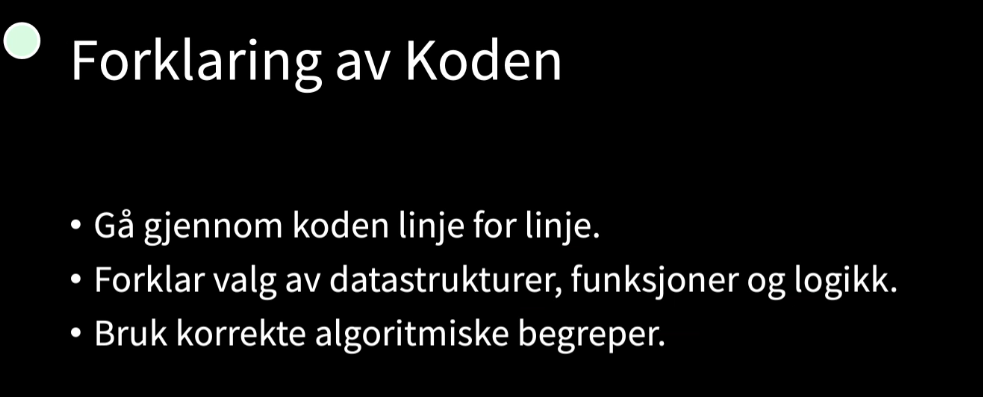 Forklaring av Koden
• Gå gjennom koden linje for linje.
• Forklar valg av datastrukturer, funksjoner og logikk.
• Bruk korrekte algoritmiske begreper.